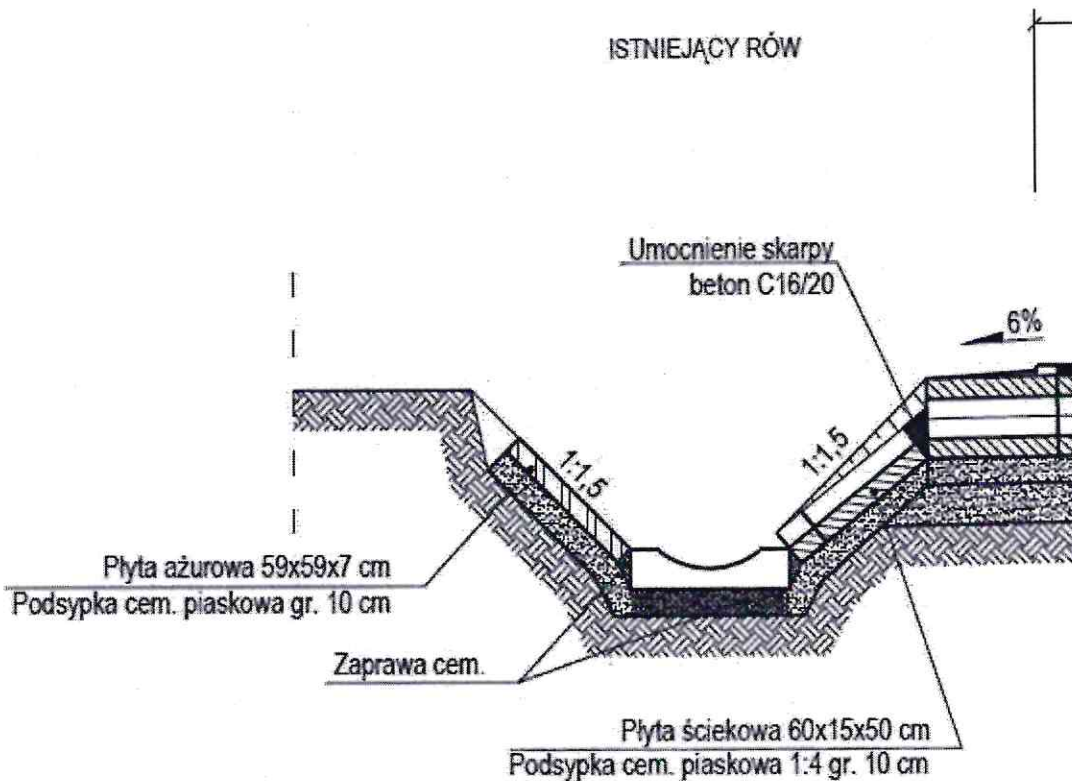 ISTNIEJĄCY RÓW
Umocnienie skarpy
beton C16/20
6%
1:1,5
1:1,5
Płyta ażurowa 59x59x7 cm
Podsypka cem. piaskowa gr. 10 cm
Zaprawa cem.
Płyta ściekowa 60x15x50 cm
Podsypka cem. piaskowa 1:4 gr. 10 cm